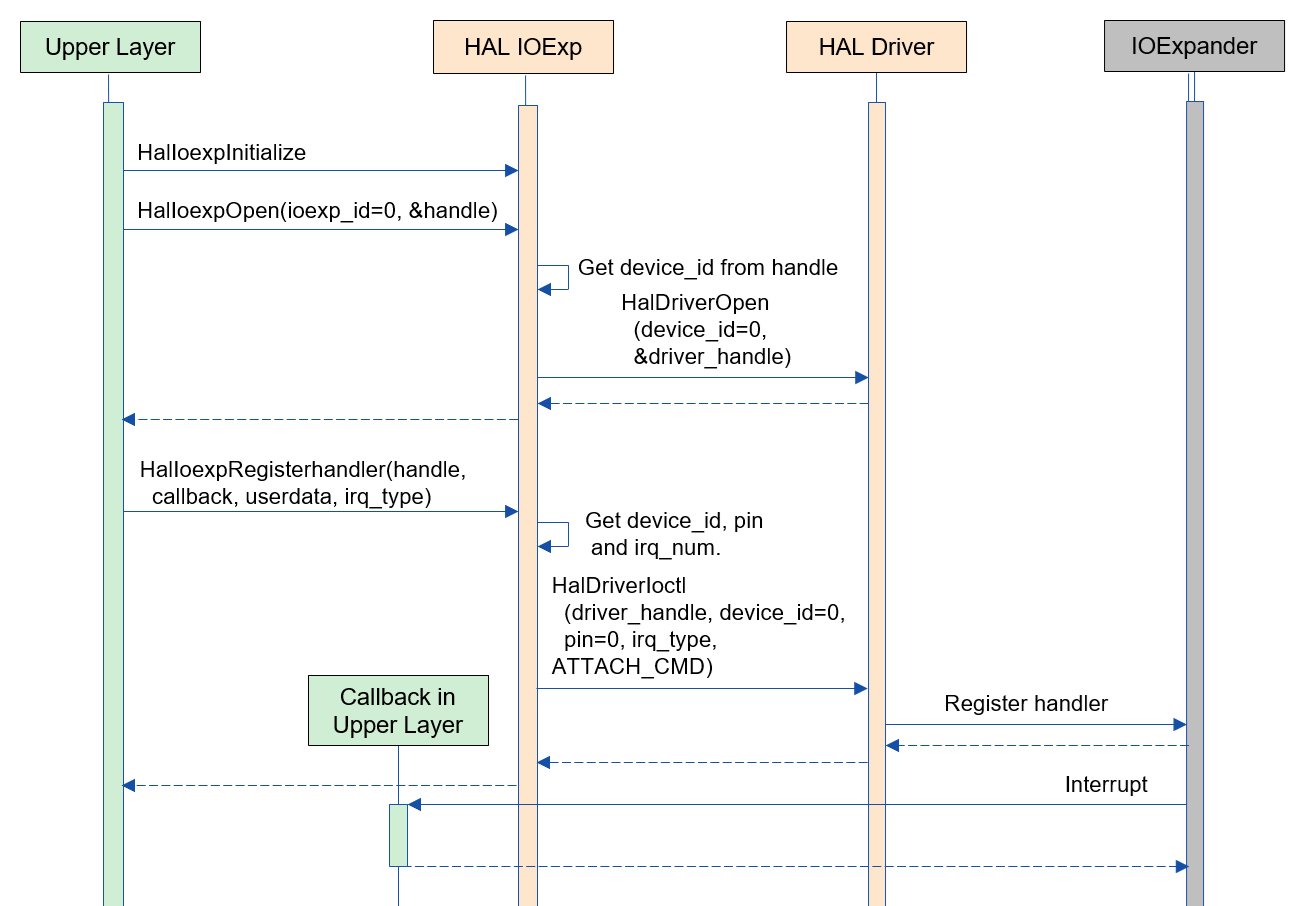 Upper Layer
HAL IOExp
HAL Driver
IOExpander
HalIoexpInitialize
HalIoexpOpen(ioexp_id=0, &handle)
Get device_id from handle
HalDriverOpen
(device_id=0,
&driver_handle)
HalIoexpRegisterhandler(handle,
callback, userdata, irq_type)
Get device_id, pin
and irq_num.
HalDriverIoctl
(driver_handle, device_id=0,
pin=0, irq_type,
ATTACH_CMD)
Callback in
Upper Layer
Register handler
Interrupt